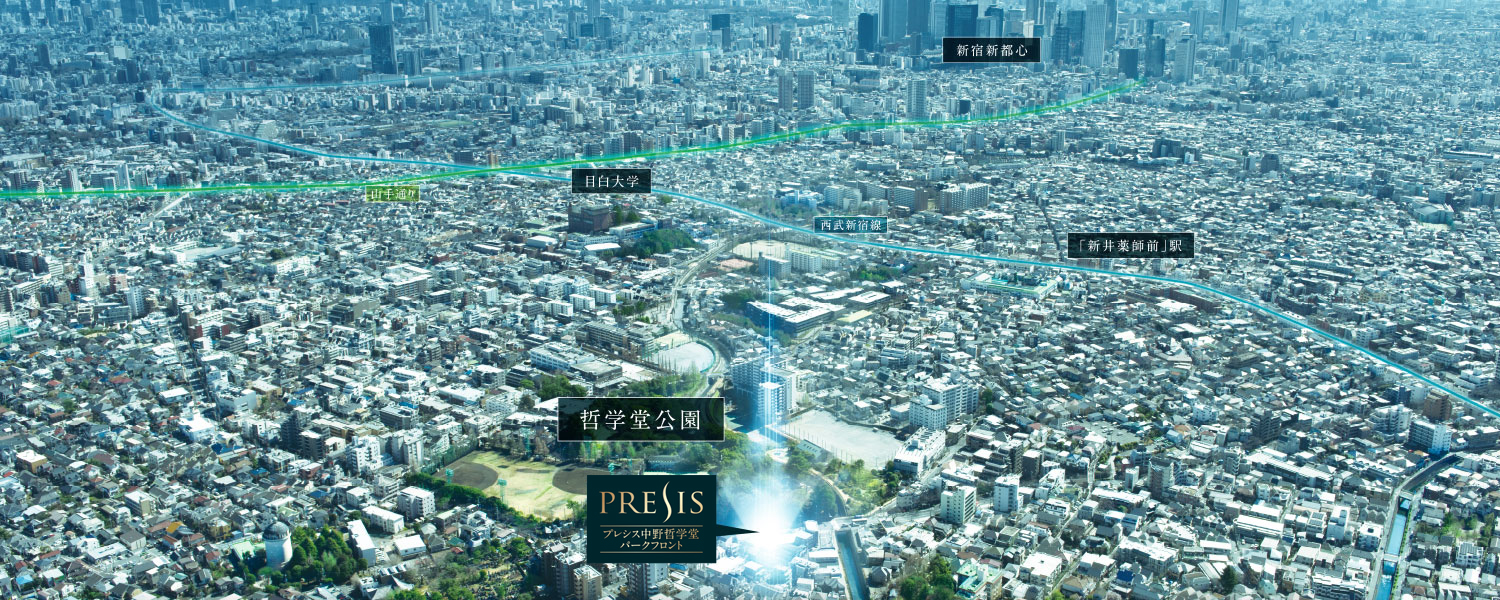 新宿新都心
目白大学
山手通り
西武新宿線
「新井薬師前」駅
哲学堂公園
PRESIS
プレシス中野哲学堂
パークフロント